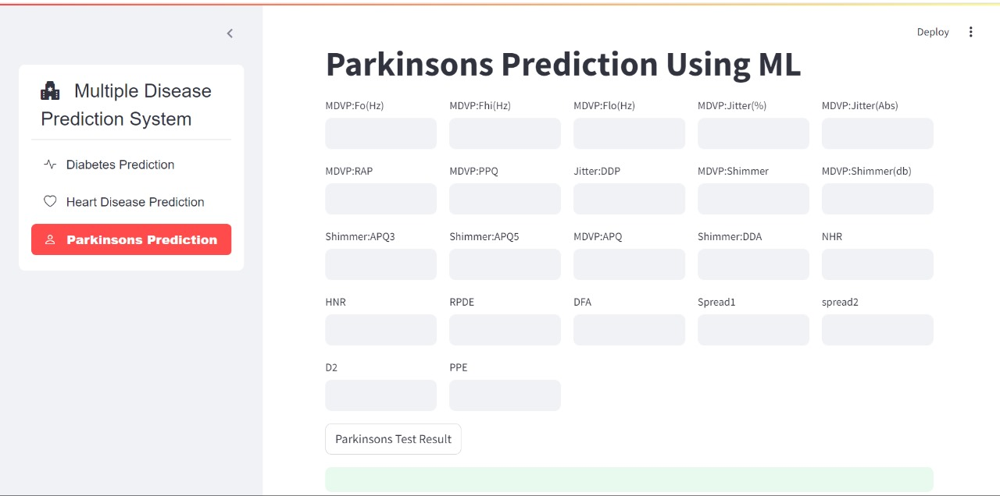 Multiple Disease
Prediction System
Diabetes Prediction
Heart Disease Prediction
Parkinsons Prediction
Deploy
Parkinsons Prediction Using ML
MDVP:Fo(Hz) MDVP:Fhi(Hz) MDVP:Flo(Hz) MDVP:Jitter(%) MDVP:Jitter(Abs)
MDVP:RAP MDVP:PPQ Jitter:DDP MDVP:Shimmer MDVP:Shimmer(db)
Shimmer:APQ3 Shimmer:APQ5 MDVP:APQ Shimmer:DDA NHR
HNR RPDE DFA Spread1 spread2
D2 PPE
Parkinsons Test Result